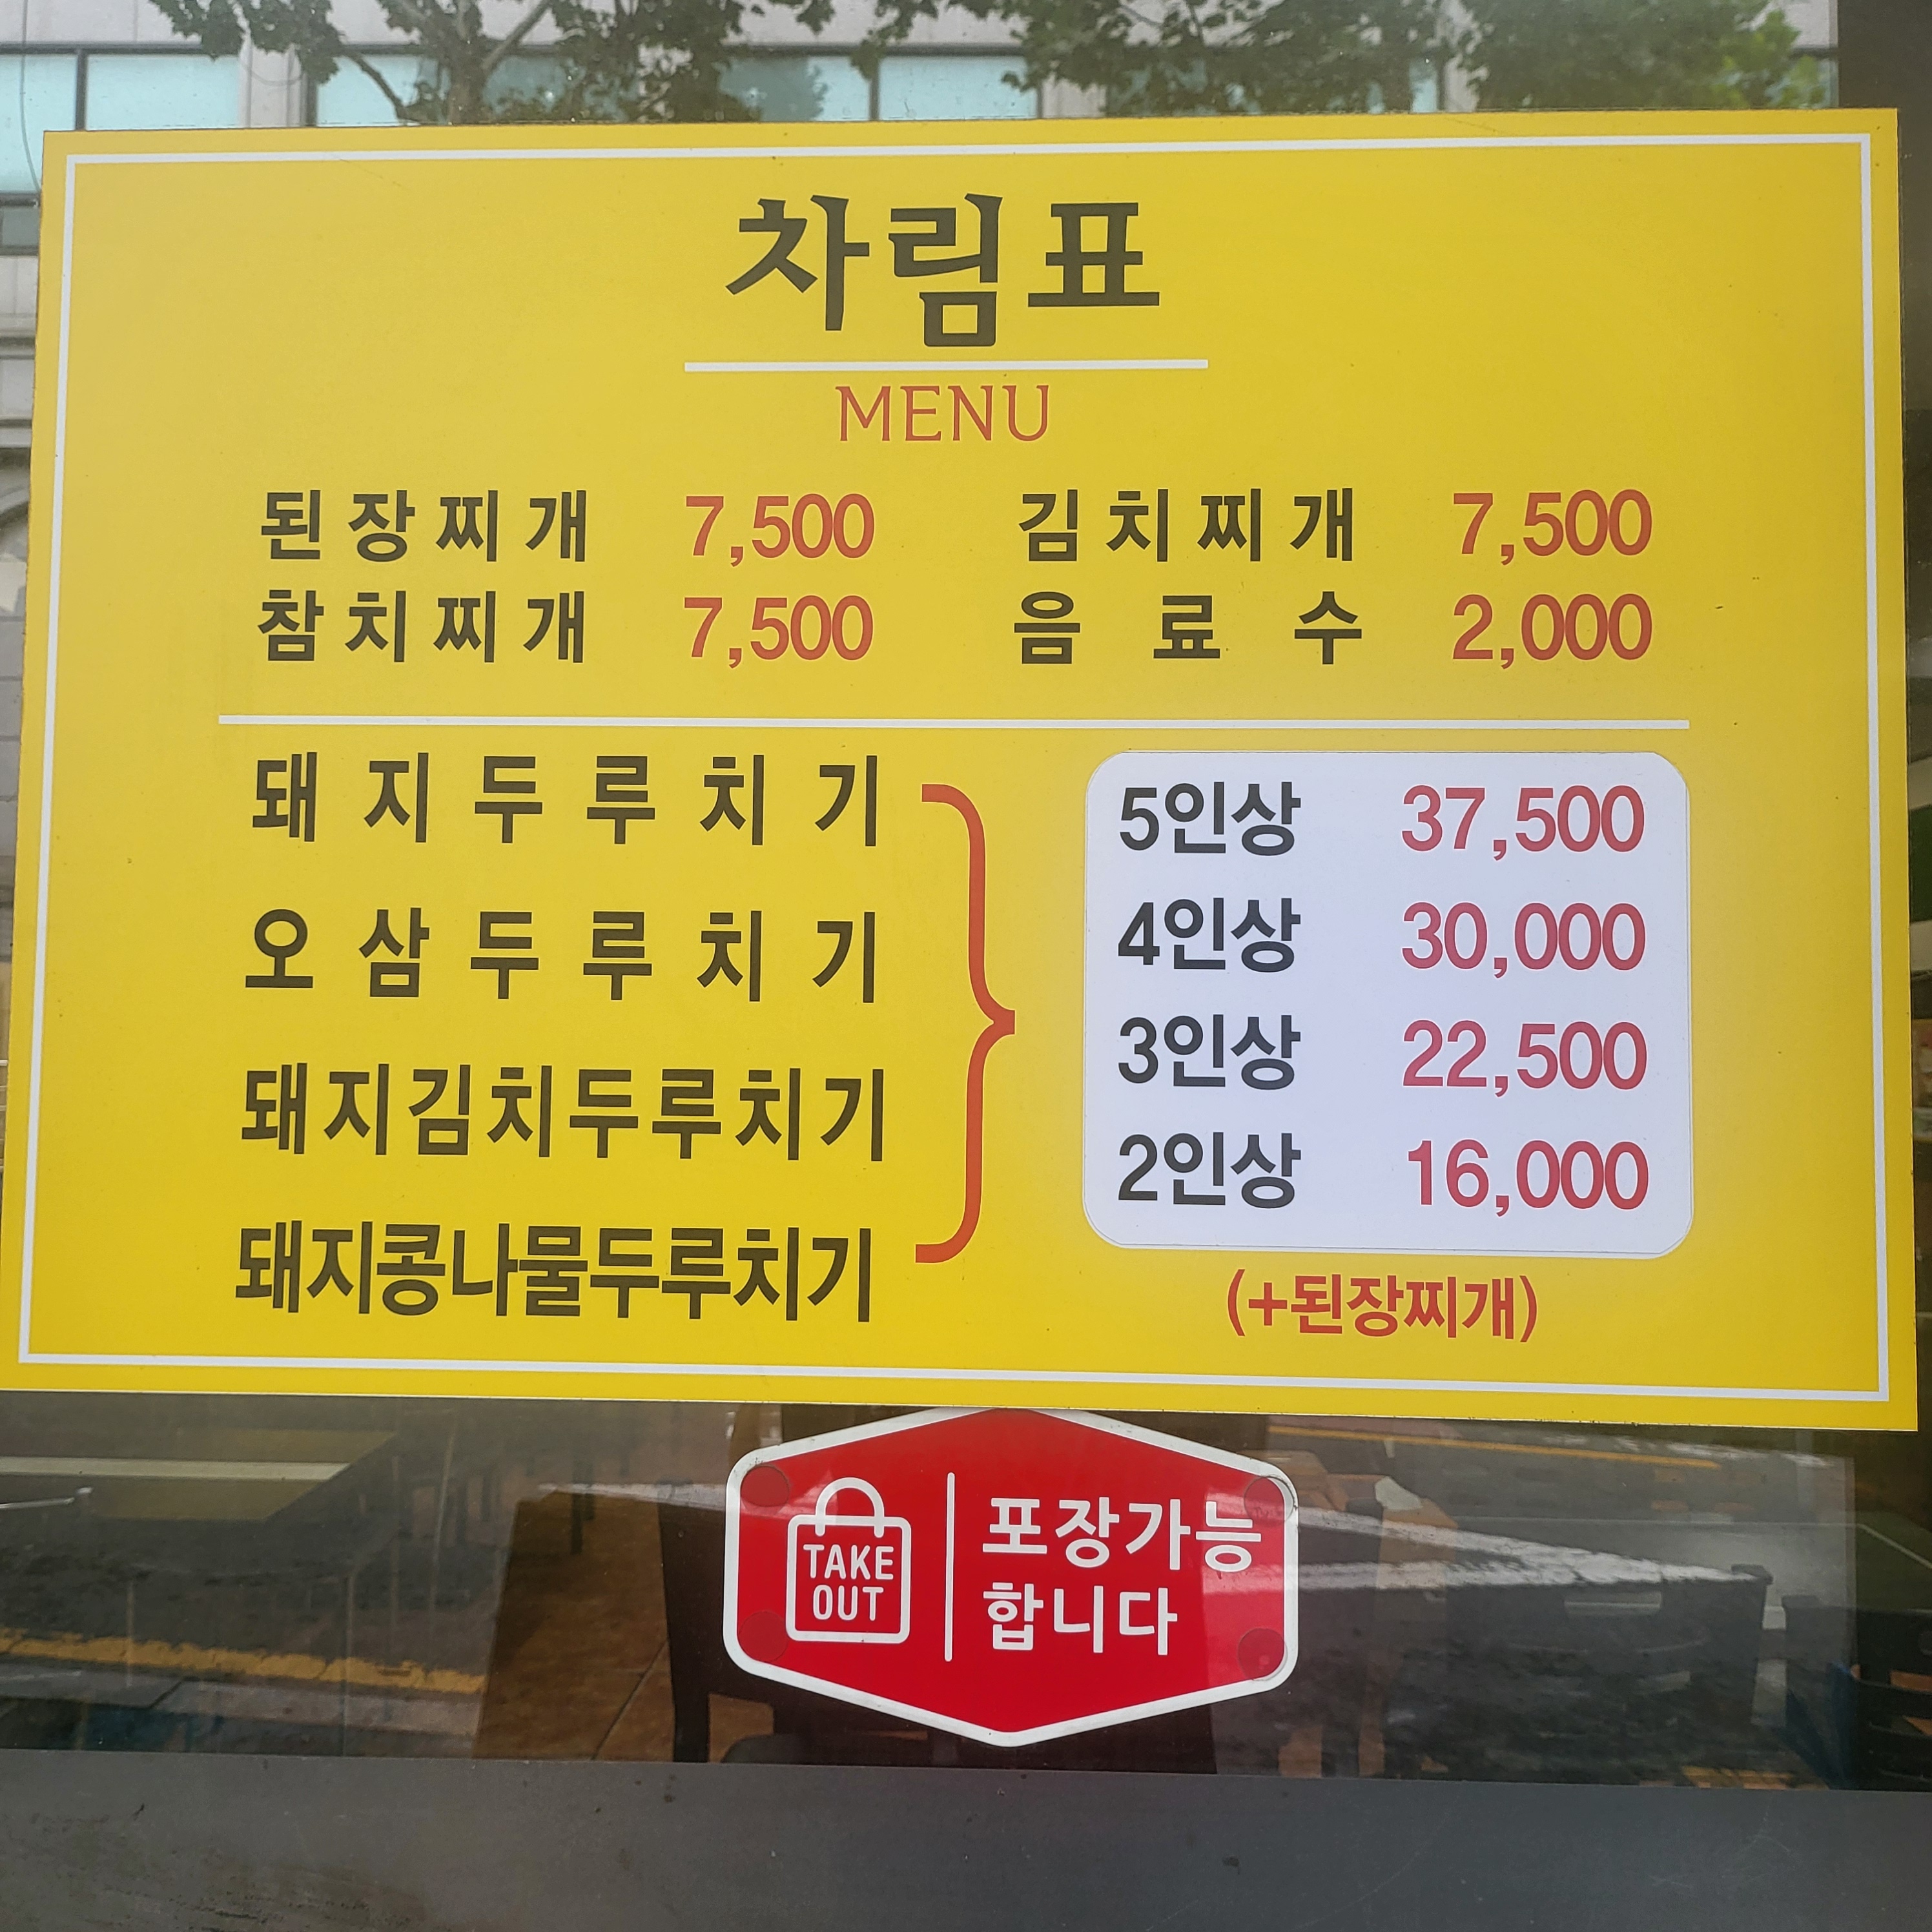 차림표
MENU
된장찌개 7,500 김치찌개 7,500
참치찌개 7,500 음료수 2,000
돼지두루치기
오삼두루치기
돼지김치두루치기
돼지콩나물두루치기
5인상 37,500
4인상 30,000
3인상 22,500
2인상 16,000
(+된장찌개)
TAKE
OUT
포장가능
합니다